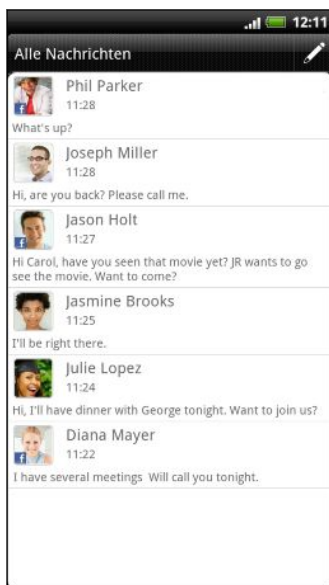 12:11
Alle Nachrichten
Phil Parker
11:28
What's up?
Joseph Miller
11:28
Hi, are you back? Please call me.
Jason Holt
11:27
Hi Carol, have you seen that movie yet? JR wants to go
see the movie. Want to come?
Jasmine Brooks
11:25
I'll be right there.
Julie Lopez
11:24
Hi, I'll have dinner with George tonight. Want to join us?
Diana Mayer
11:22
I have several meetings  Will call you tonight.